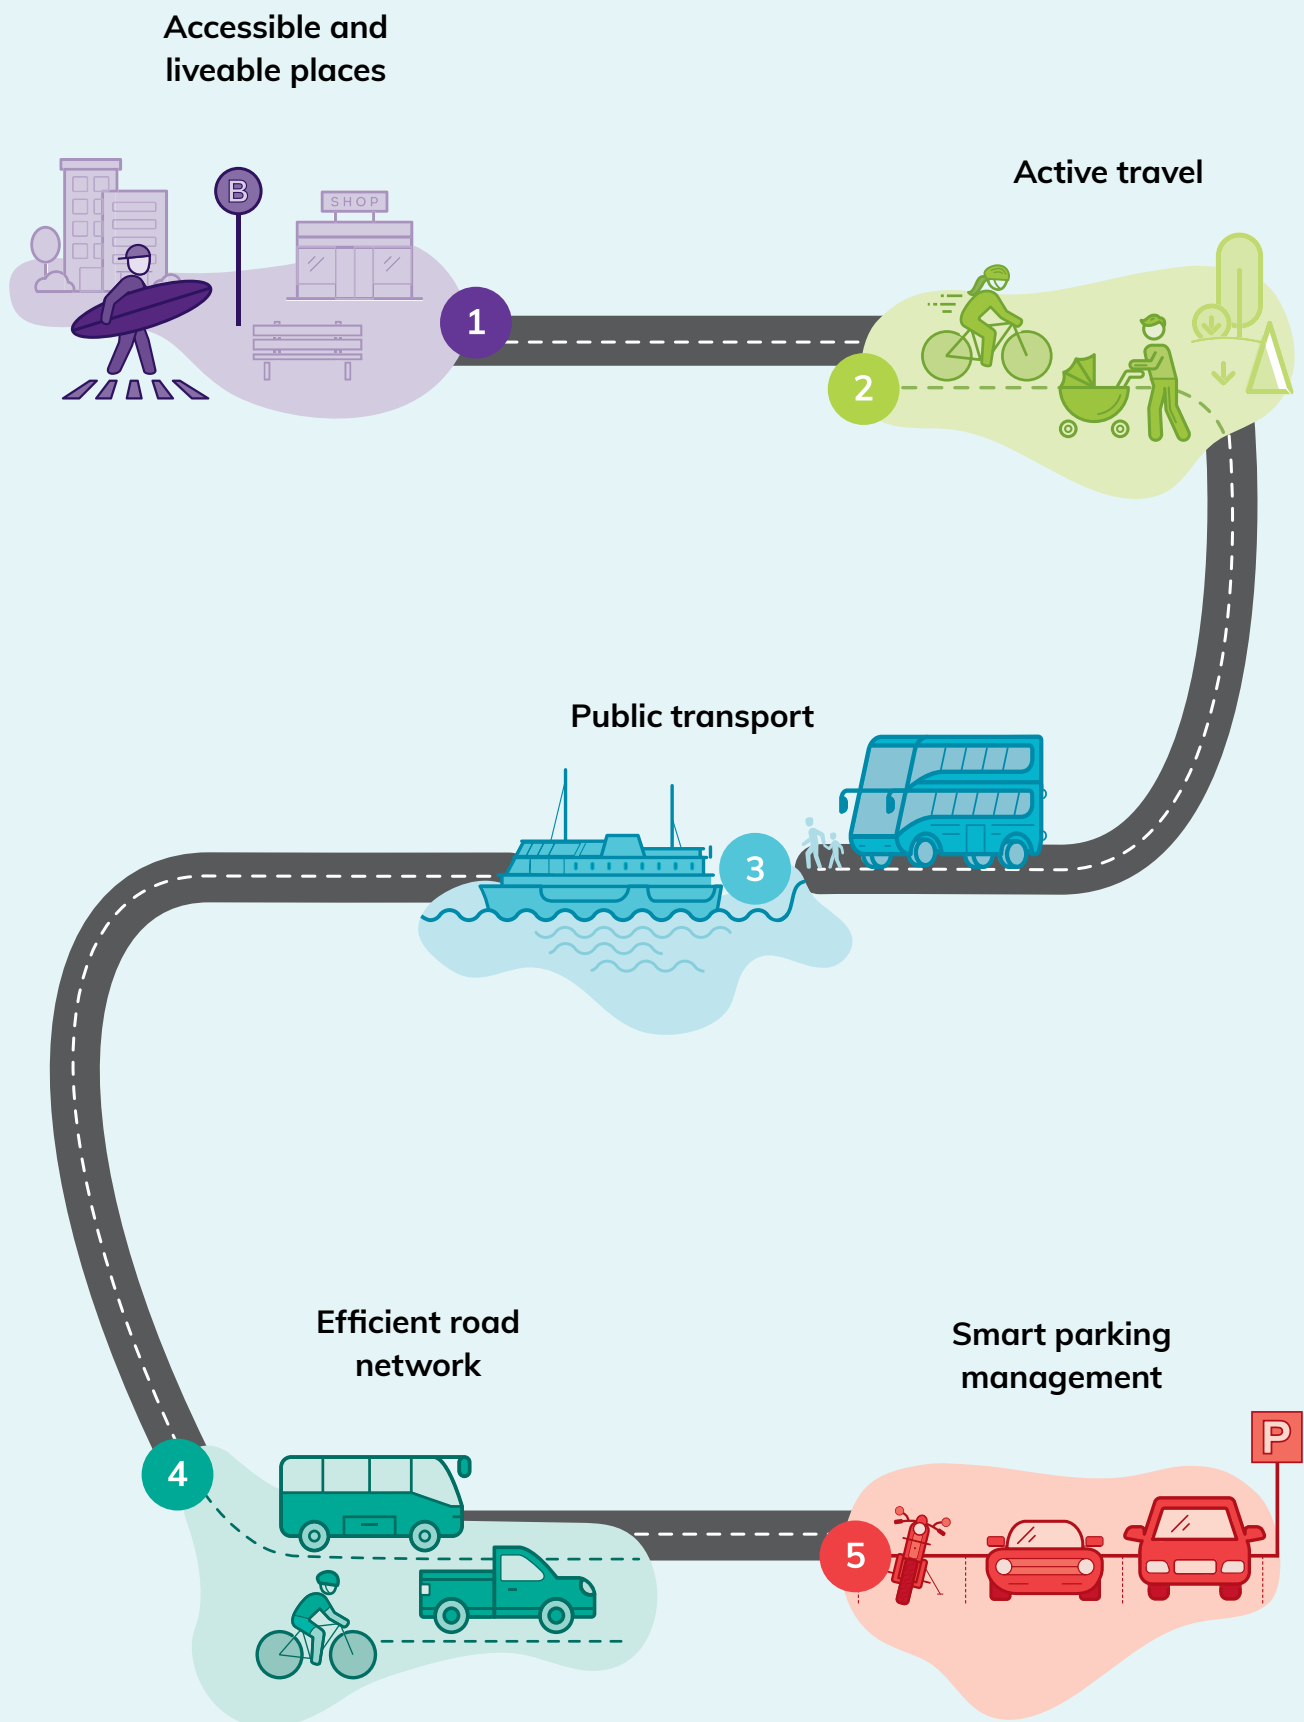 Accessible and
liveable places
Active travel
B
SHOP
1
2
Public transport
3
Efficient road
network
Smart parking
management
P
4
5